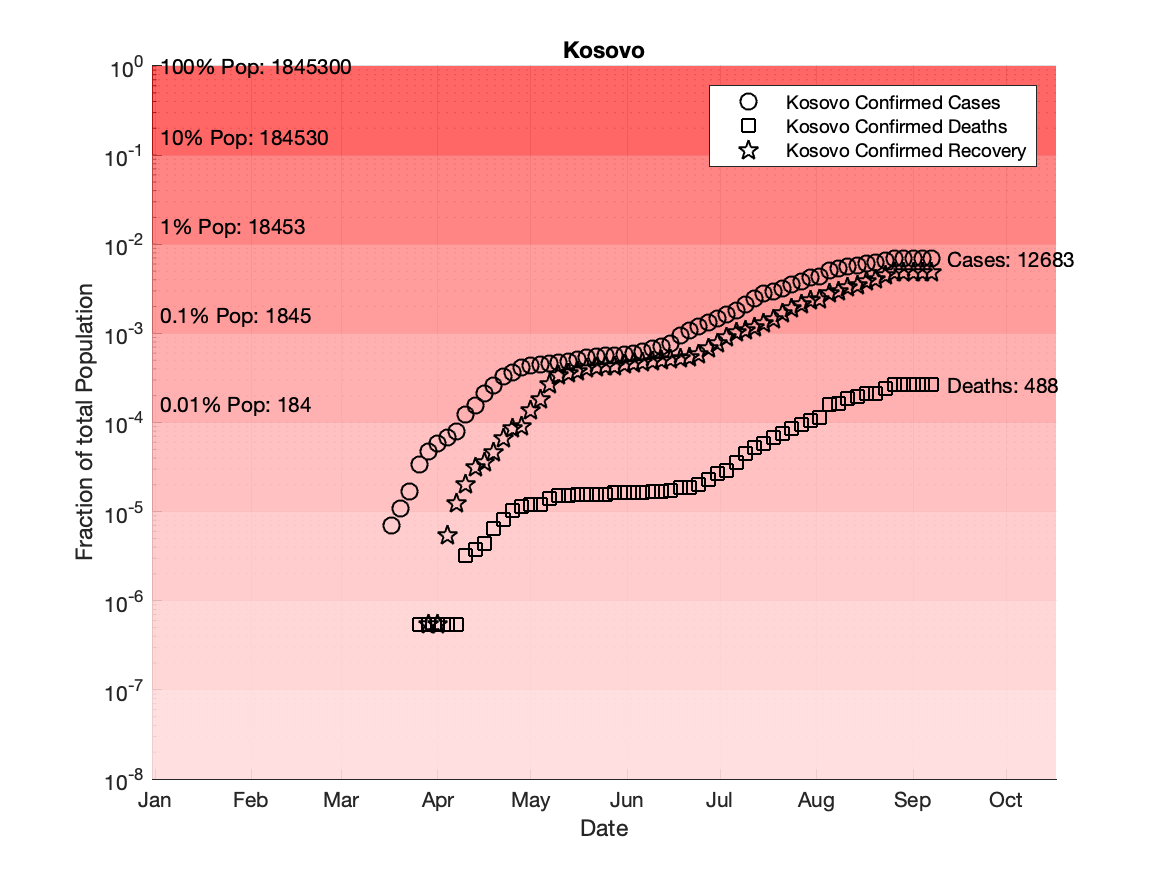 Kosovo
10^0
10^-1
10^-2
10^-3
10^-4
10^-5
10^-6
10^-7
10^-8
Fraction of total Population
100% Pop: 1845300
10% Pop: 184530
1% Pop: 18453
0.1% Pop: 1845
0.01% Pop: 184
Kosovo Confirmed Cases
Kosovo Confirmed Deaths
Kosovo Confirmed Recovery
Cases: 12683
Deaths: 488
Jan Feb Mar Apr May Jun Jul Aug Sep Oct
Date